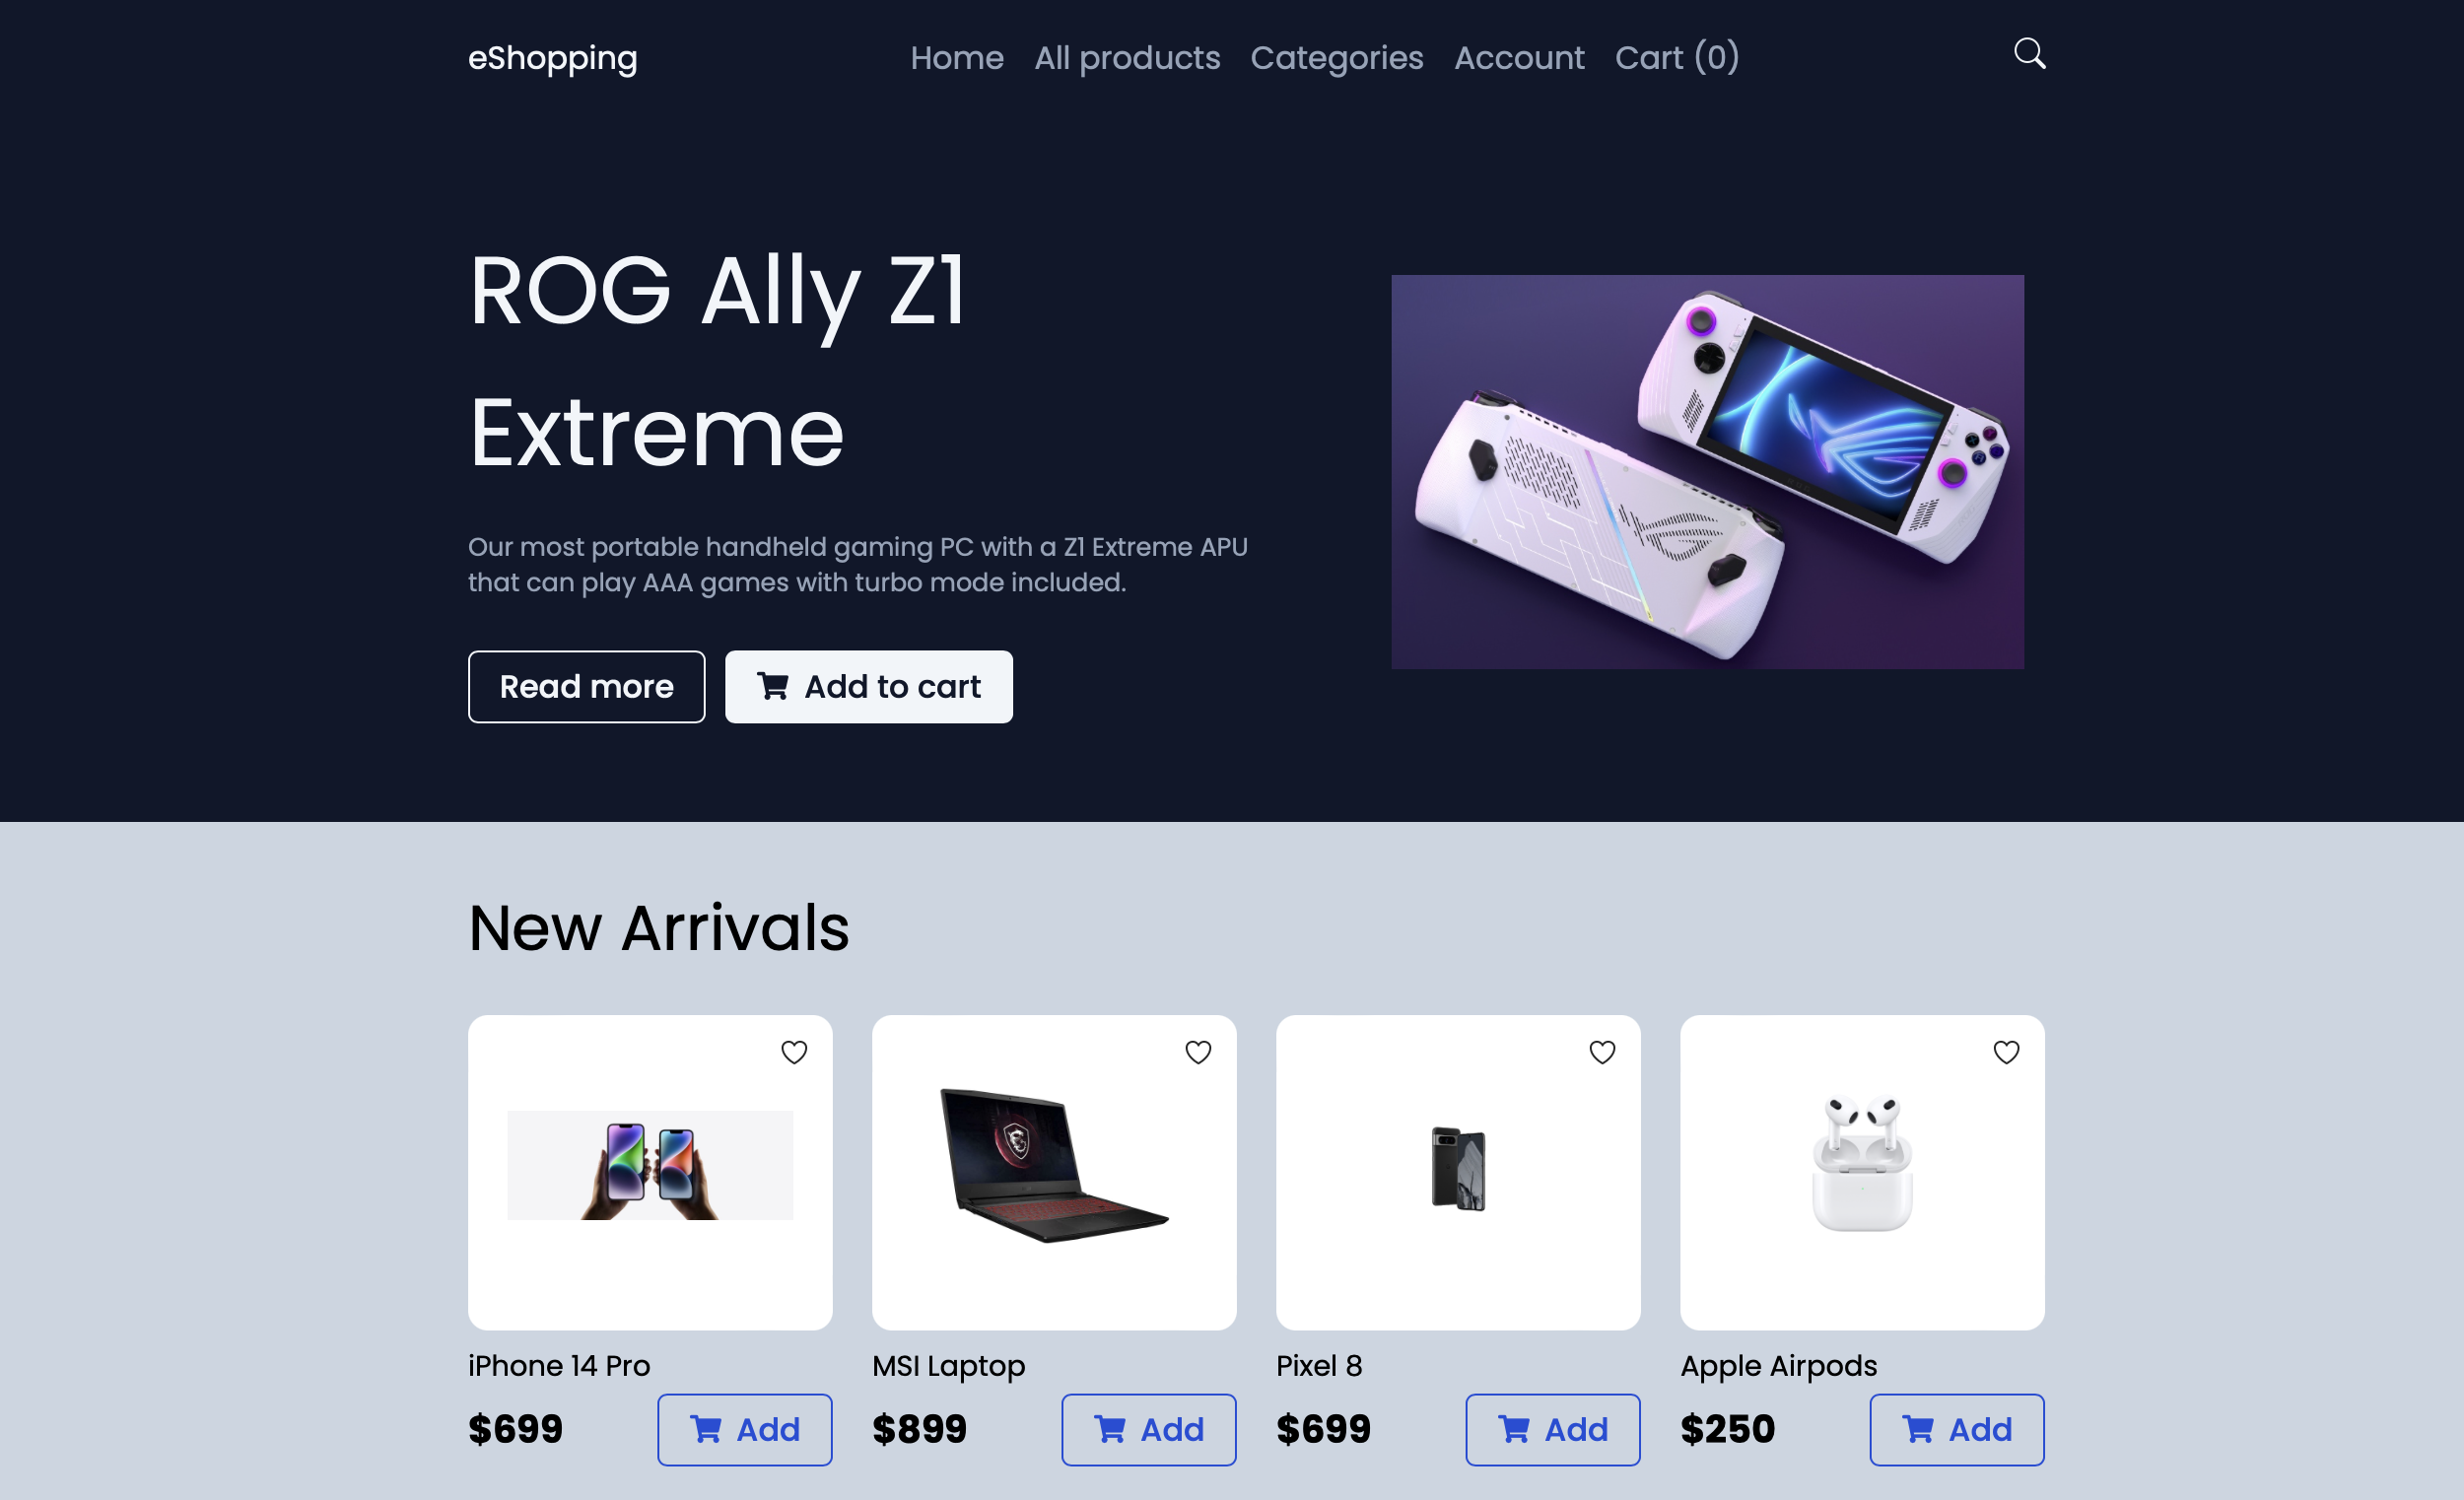 eShopping
Home All products Categories Account Cart (0)
ROG Ally Z1
Extreme
Our most portable handheld gaming PC with a Z1 Extreme APU
that can play AAA games with turbo mode included.
Read more
Add to cart
New Arrivals
iPhone 14 Pro
$699
Add
MSI Laptop
$899
Add
Pixel 8
$699
Add
Apple Airpods
$250
Add